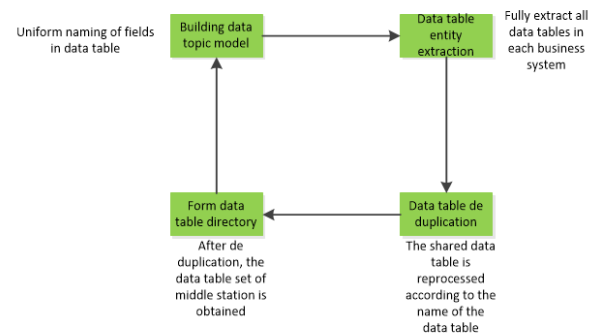 Uniform naming of fields
in data table
Building data
topic model
Data table
entity
extraction
Fully extract all
data tables in
each business
system
Form data
table directory
Data table de
duplication
After de
duplication, the
data table set of
middle station is
obtained
The shared data
table is
reprocessed
according to the
name of the
data table